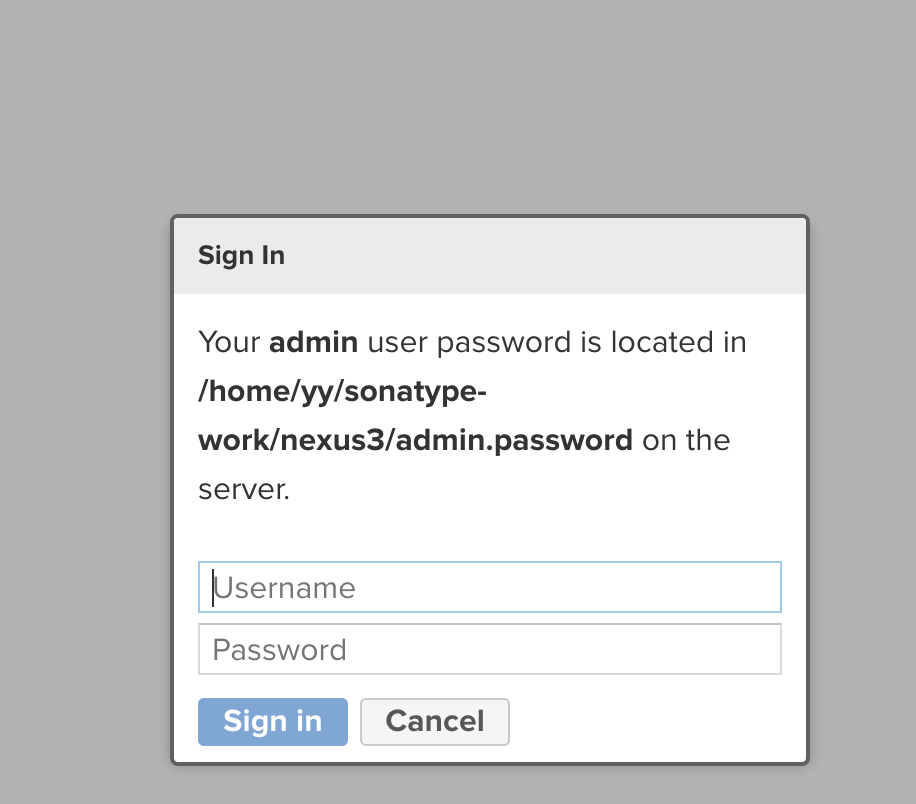 Sign In
Your admin user password is located in
/home/yy/sonatype-
work/nexus3/admin.password on the
server.
Username
Password
Sign in Cancel